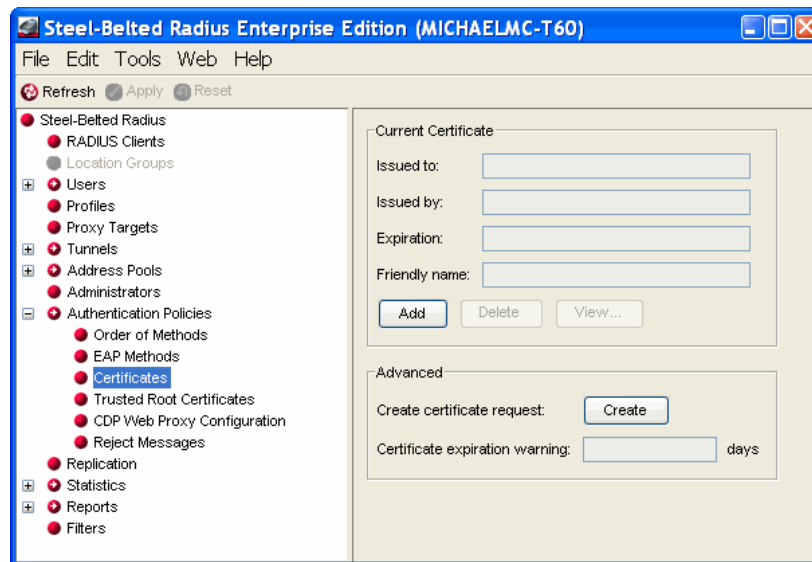 Steel-Belted Radius Enterprise Edition (MICHAELMC-T60)
File Edit Tools Web Help
Refresh Apply Reset
Steel-Belted Radius
RADIUS Clients
Location Groups
Users
Profiles
Proxy Targets
Tunnels
Address Pools
Administrators
Authentication Policies
Order of Methods
EAP Methods
Certificates
Trusted Root Certificates
CDP Web Proxy Configuration
Reject Messages
Replication
Statistics
Reports
Filters
Current Certificate
Issued to:
Issued by:
Expiration:
Friendly name:
Add Delete View...
Advanced
Create certificate request: Create
Certificate expiration warning: days